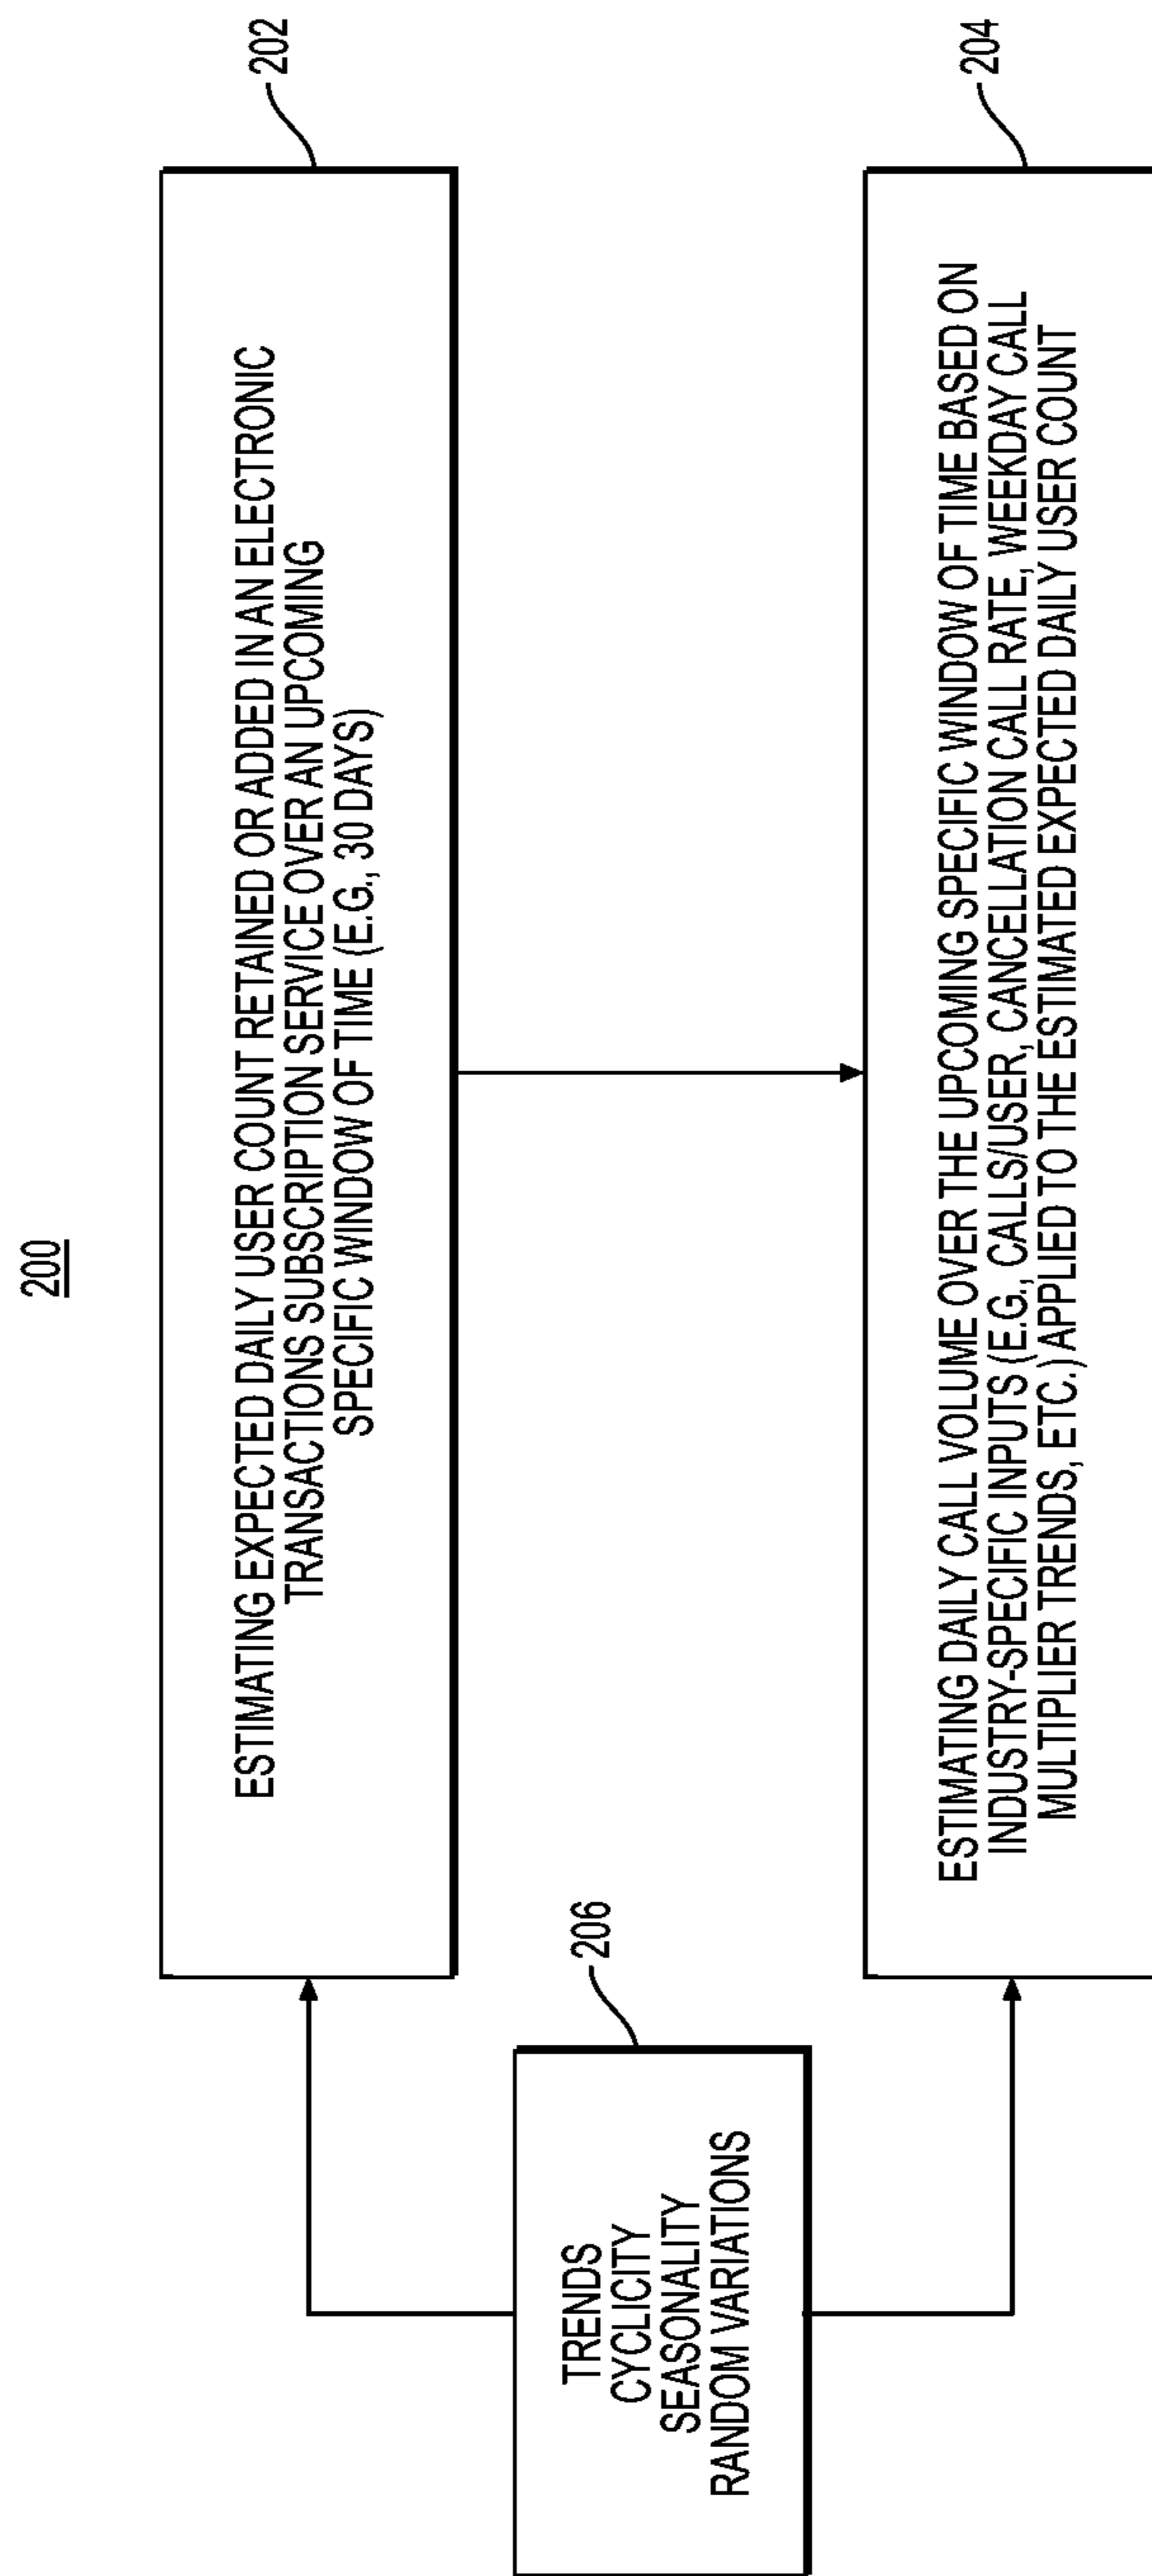 200
ESTIMATING EXPECTED DAILY USER COUNT RETAINED OR ADDED IN AN ELECTRONIC
TRANSACTIONS SUBSCRIPTION SERVICE OVER AN UPCOMING
SPECIFIC WINDOW OF TIME (E.G., 30 DAYS)
202
TRENDS
CYCLICITY
SEASONALITY
RANDOM VARIATIONS
206
ESTIMATING DAILY CALL VOLUME OVER THE UPCOMING SPECIFIC WINDOW OF TIME BASED ON
INDUSTRY-SPECIFIC INPUTS (E.G., CALLS/USER, CANCELLATION CALL RATE, WEEKDAY CALL
MULTIPLIER TRENDS, ETC.) APPLIED TO THE ESTIMATED EXPECTED DAILY USER COUNT
204